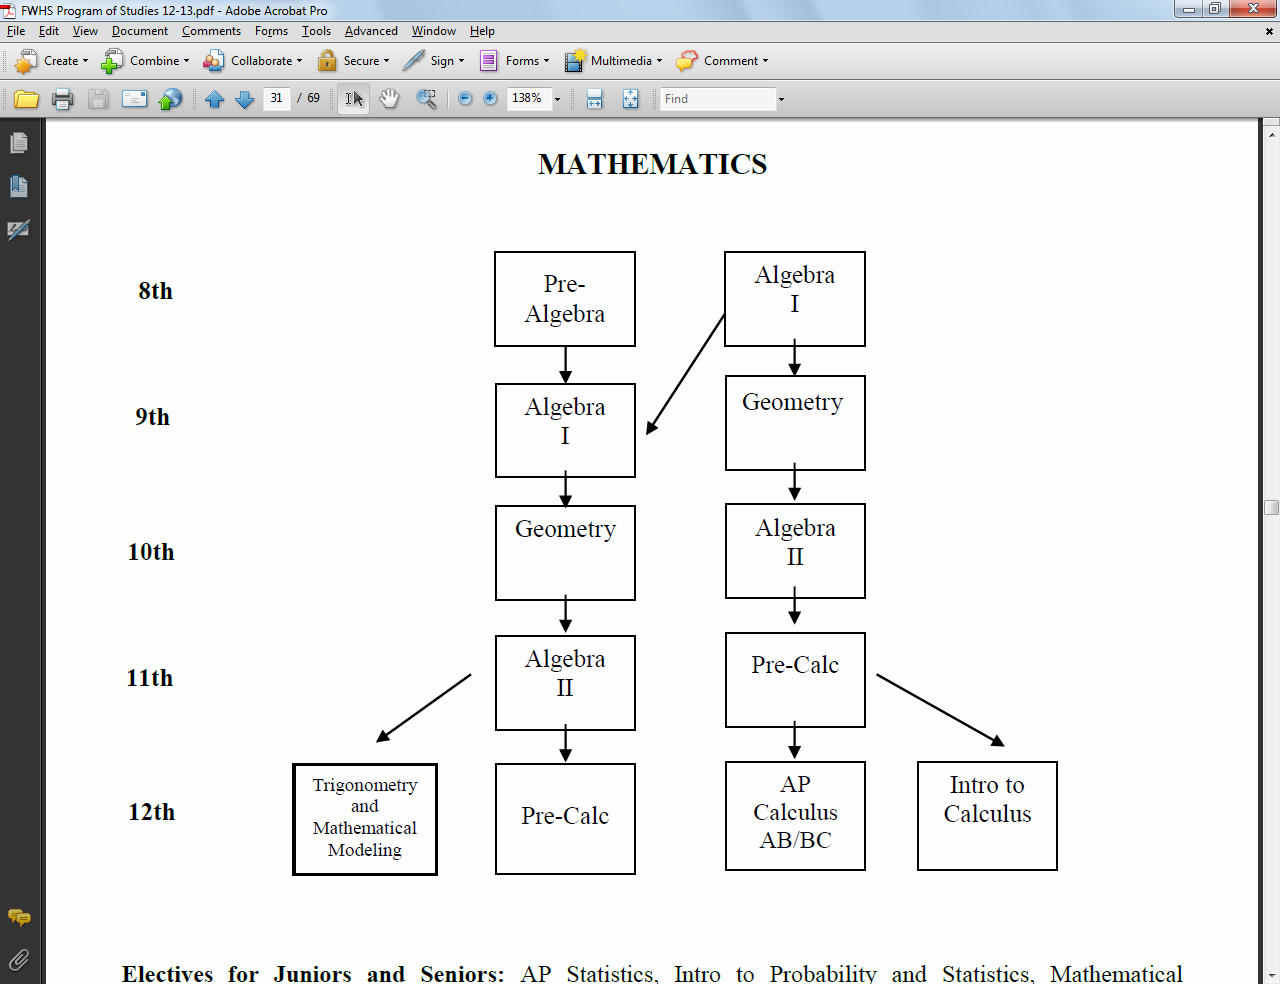 FWHS Program of Studies 12-13.pdf - Adobe Acrobat Pro
File Edit View Document Comments Forms Tools Advanced Window Help
Create Combine Collaborate Secure Sign Forms Multimedia Comment
31 / 69 138% Find
MATHEMATICS
8th
Pre-
Algebra
Algebra
I
9th
Algebra
I
Geometry
10th
Geometry
Algebra
II
11th
Algebra
II
Pre-Calc
12th
Trigonometry
and
Mathematical
Modeling
Pre-Calc
AP
Calculus
AB/BC
Intro to
Calculus
Electives for Juniors and Seniors: AP Statistics, Intro to Probability and Statistics, Mathematical